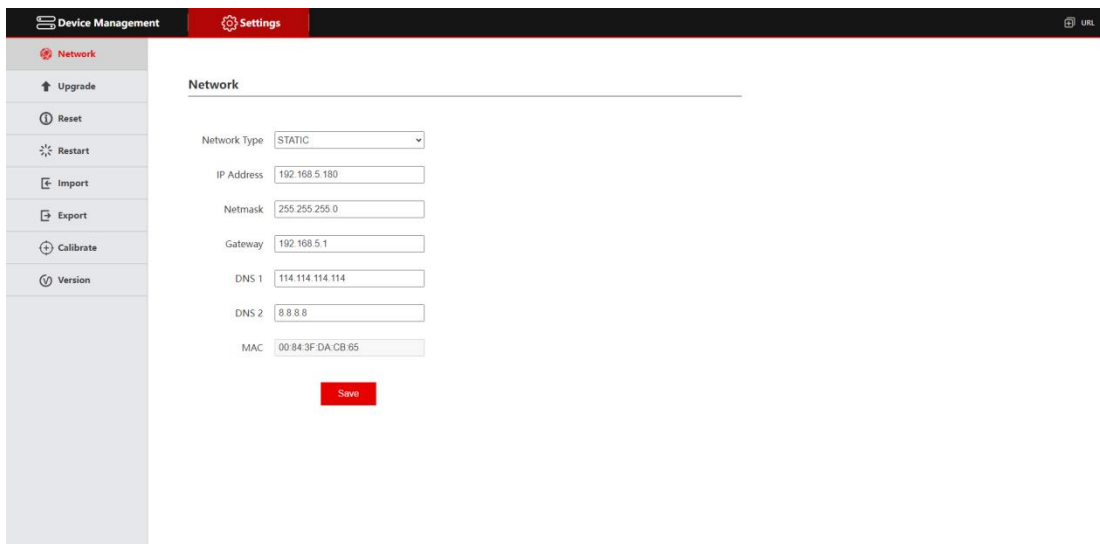 Device Management
Settings
URL
Network
Upgrade
Reset
Restart
Import
Export
Calibrate
Version
Network
Network Type STATIC
IP Address 192.168.5.180
Netmask 255.255.255.0
Gateway 192.168.5.1
DNS 1 114.114.114.114
DNS 2 8.8.8.8
MAC 00:84:3F:DA:CB:65
Save